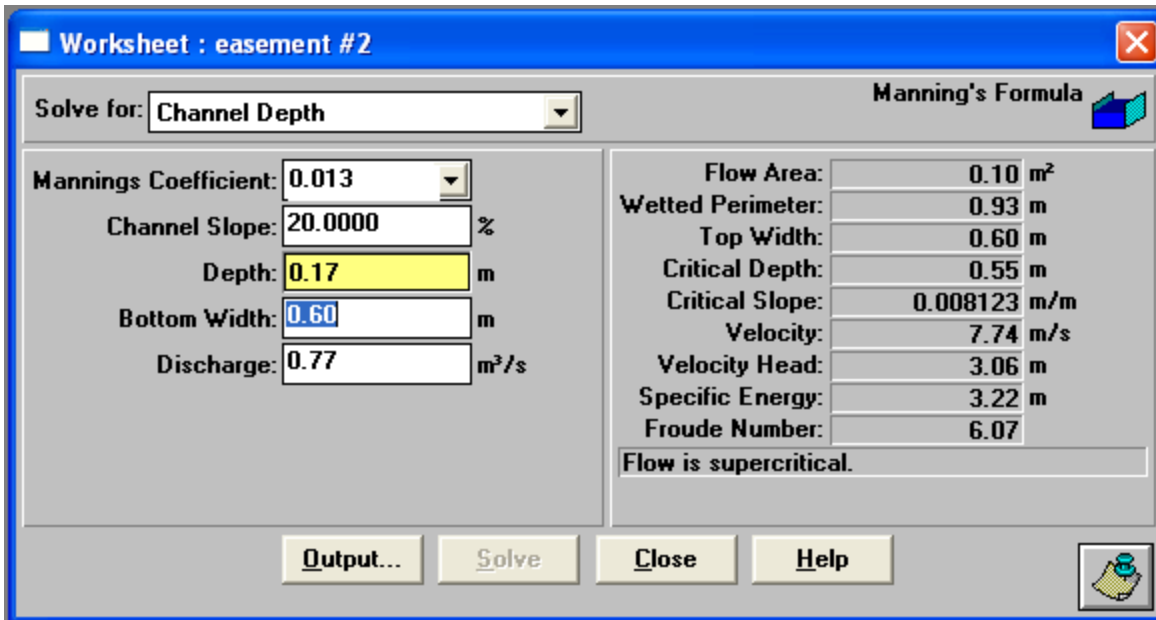 Worksheet : easement #2
Solve for: Channel Depth
Manning's Formula
Mannings Coefficient: 0.013
Channel Slope: 20.0000 %
Depth: 0.17 m
Bottom Width: 0.60 m
Discharge: 0.77 m³/s
Flow Area: 0.10 m²
Wetted Perimeter: 0.93 m
Top Width: 0.60 m
Critical Depth: 0.55 m
Critical Slope: 0.008123 m/m
Velocity: 7.74 m/s
Velocity Head: 3.06 m
Specific Energy: 3.22 m
Froude Number: 6.07
Flow is supercritical.
Output... Solve Close Help